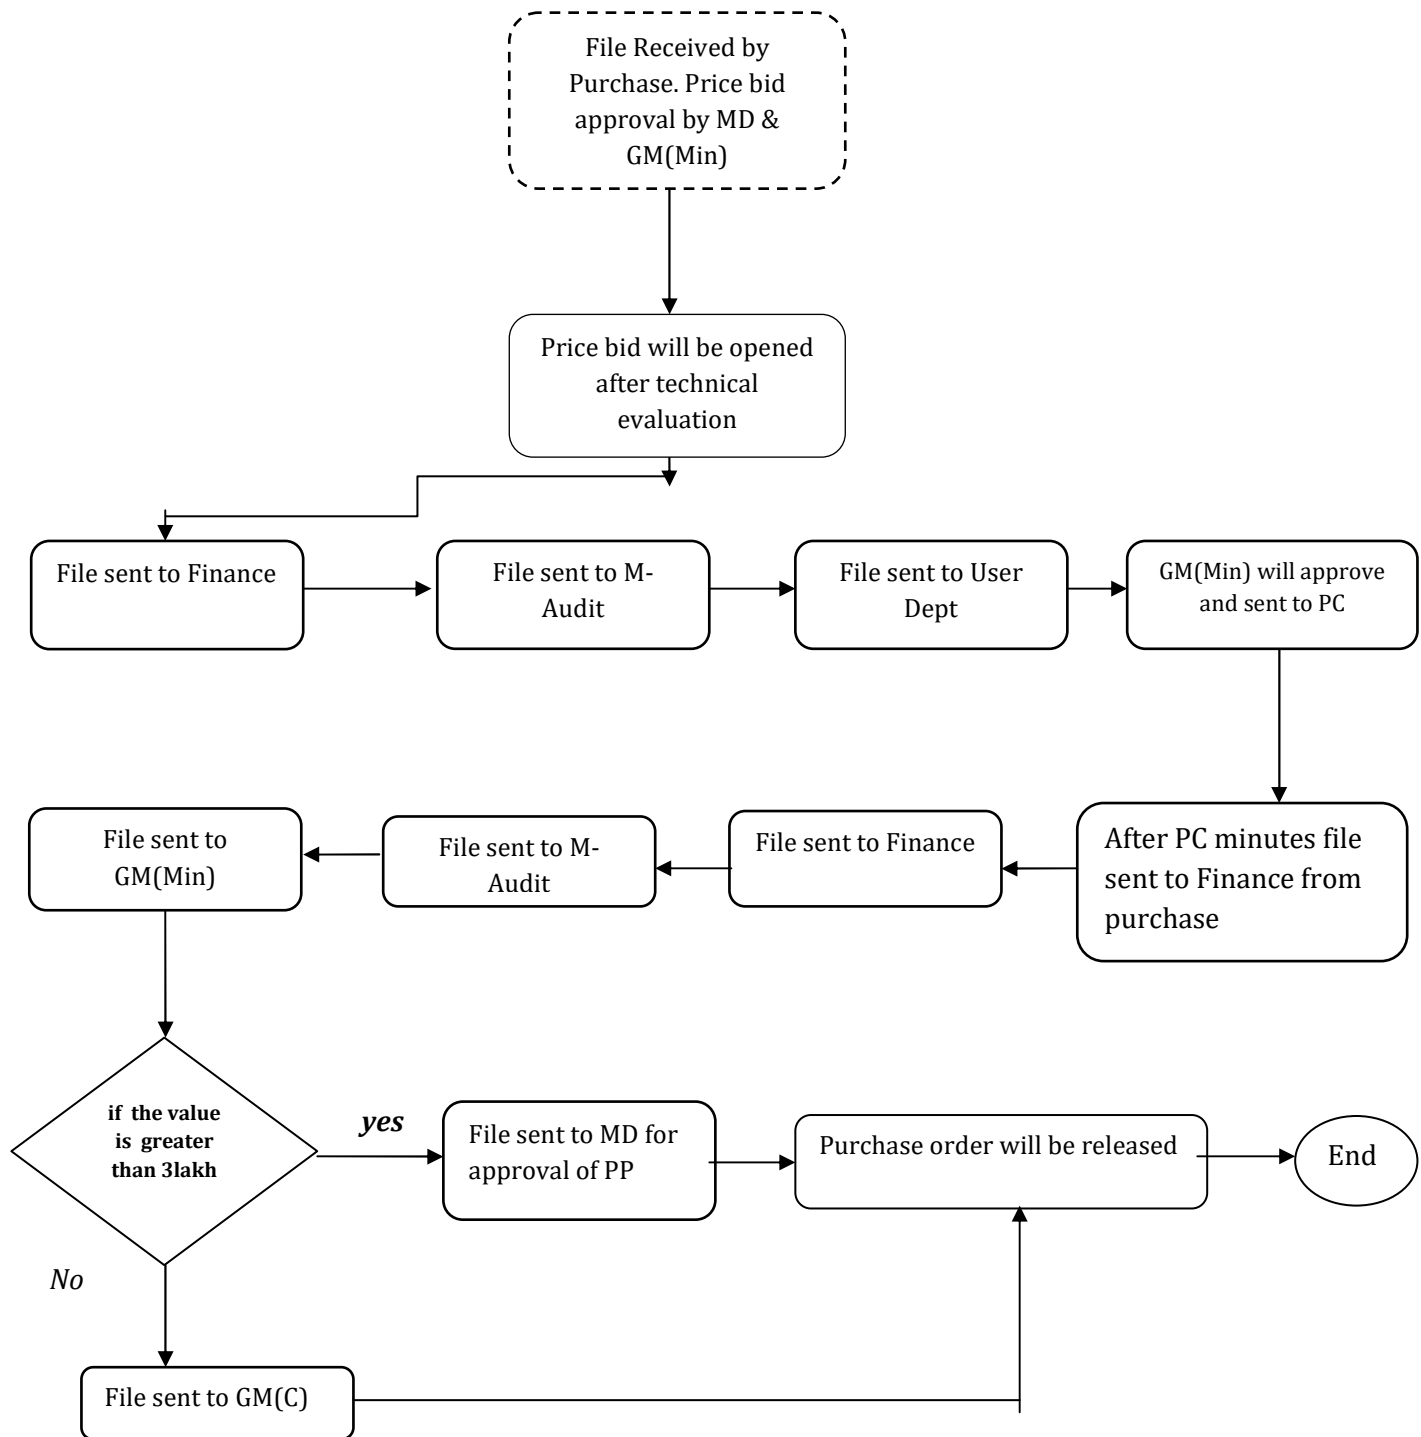 File Received by
Purchase. Price bid
approval by MD &
GM(Min)
Price bid will be opened
after technical
evaluation
File sent to Finance
File sent to M-
Audit
File sent to User
Dept
GM(Min) will approve
and sent to PC
File sent to
GM(Min)
File sent to M-
Audit
File sent to Finance
After PC minutes file
sent to Finance from
purchase
if the value
is greater
than 3lakh
yes
File sent to MD for
approval of PP
Purchase order will be released
End
No
File sent to GM(C)